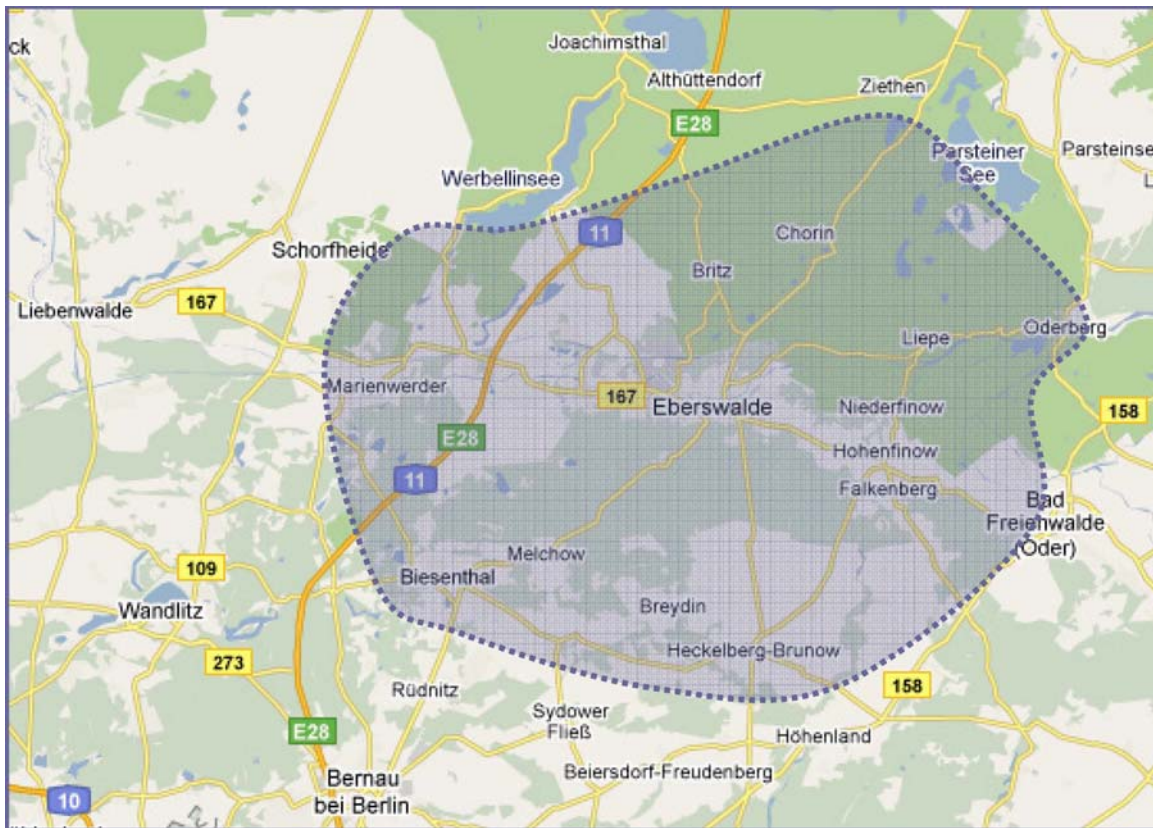 ck
Joachimsthal
Althüttendorf
Ziethen
E28
Parsteiner
See
Parsteinse
L
Werbellinsee
11
Chorin
Schorfheide
Britz
167
Liebenwalde
Liepe
Oderberg
Marienwerder
167
Eberswalde
Niederfinow
158
E28
Hohenfinow
11
Falkenberg
Bad
Freienwalde
(Oder)
Melchow
109
Biesenthal
Wandlitz
Breydin
Heckelberg-Brunow
273
Rüdnitz
158
Sydower
Fließ
E28
Höhenland
Beiersdorf-Freudenberg
Bernau
bei Berlin
10